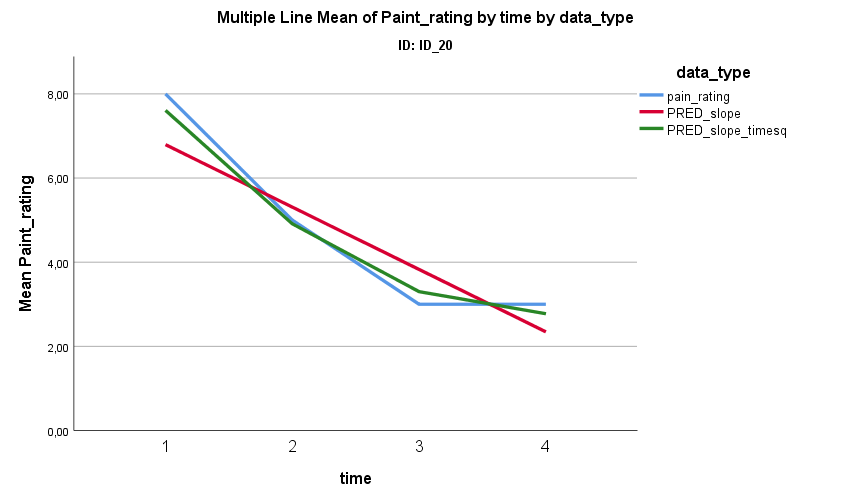 Multiple Line Mean of Paint_rating by time by data_type
ID: ID_20
data_type
pain_rating
PRED_slope
PRED_slope_timesq
Mean Paint_rating
8,00
6,00
4,00
2,00
0,00
1 2 3 4
time